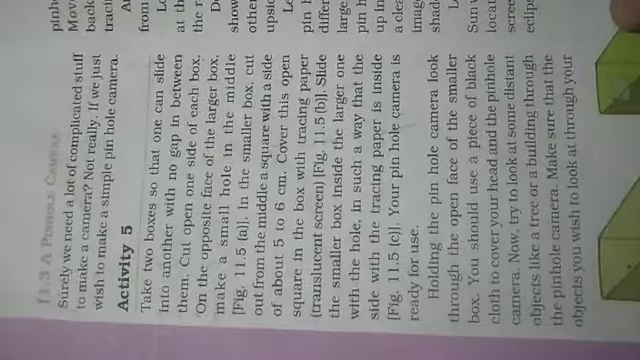 11.3 A PINHOLE CAMERA
Surely we need a lot of complicated stuff
to make a camera? Not really. If we just
wish to make a simple pin hole camera.
Activity 5
Take two boxes so that one can slide
into another with no gap in between
them. Cut open one side of each box.
On the opposite face of the larger box,
make a small hole in the middle
[Fig. 11.5 (a)]. In the smaller box, cut
out from the middle a square with a side
of about 5 to 6 cm. Cover this open
square in the box with tracing paper
(translucent screen) [Fig. 11.5 (b)]. Slide
the smaller box inside the larger one
with the hole, in such a way that the
side with the tracing paper is inside
[Fig. 11.5 (c)]. Your pin hole camera is
ready for use.
Holding the pin hole camera look
through the open face of the smaller
box. You should use a piece of black
cloth to cover your head and the pinhole
camera. Now, try to look at some distant
objects like a tree or a building through
the pinhole camera. Make sure that the
objects you wish to look at through your